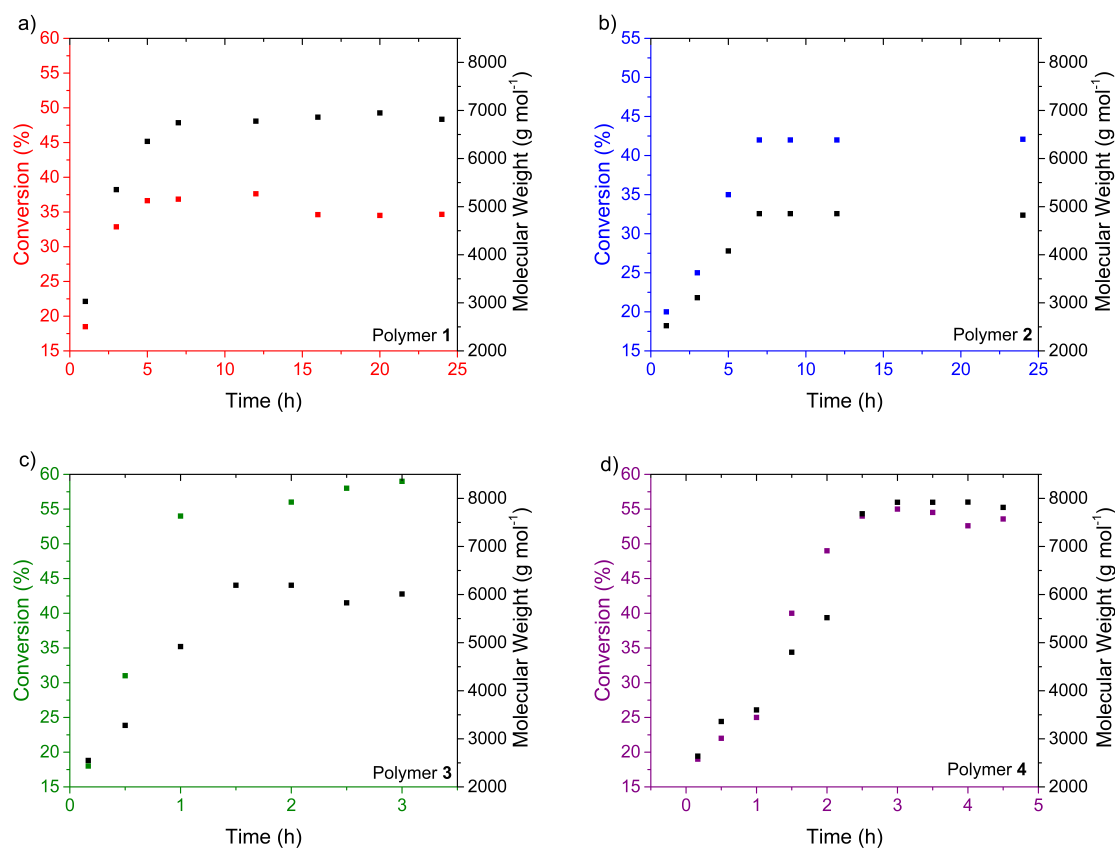 a)
60
55
50
45
40
35
30
25
20
15
Conversion (%)
8000
7000
6000
5000
4000
3000
2000
Molecular Weight (g mol⁻¹)
Polymer 1
0 5 10 15 20 25
Time (h)
b)
55
50
45
40
35
30
25
20
15
Conversion (%)
8000
7000
6000
5000
4000
3000
2000
Molecular Weight (g mol⁻¹)
Polymer 2
0 5 10 15 20 25
Time (h)
c)
60
55
50
45
40
35
30
25
20
15
Conversion (%)
8000
7000
6000
5000
4000
3000
2000
Molecular Weight (g mol⁻¹)
Polymer 3
0 1 2 3
Time (h)
d)
60
55
50
45
40
35
30
25
20
15
Conversion (%)
8000
7000
6000
5000
4000
3000
2000
Molecular Weight (g mol⁻¹)
Polymer 4
0 1 2 3 4 5
Time (h)